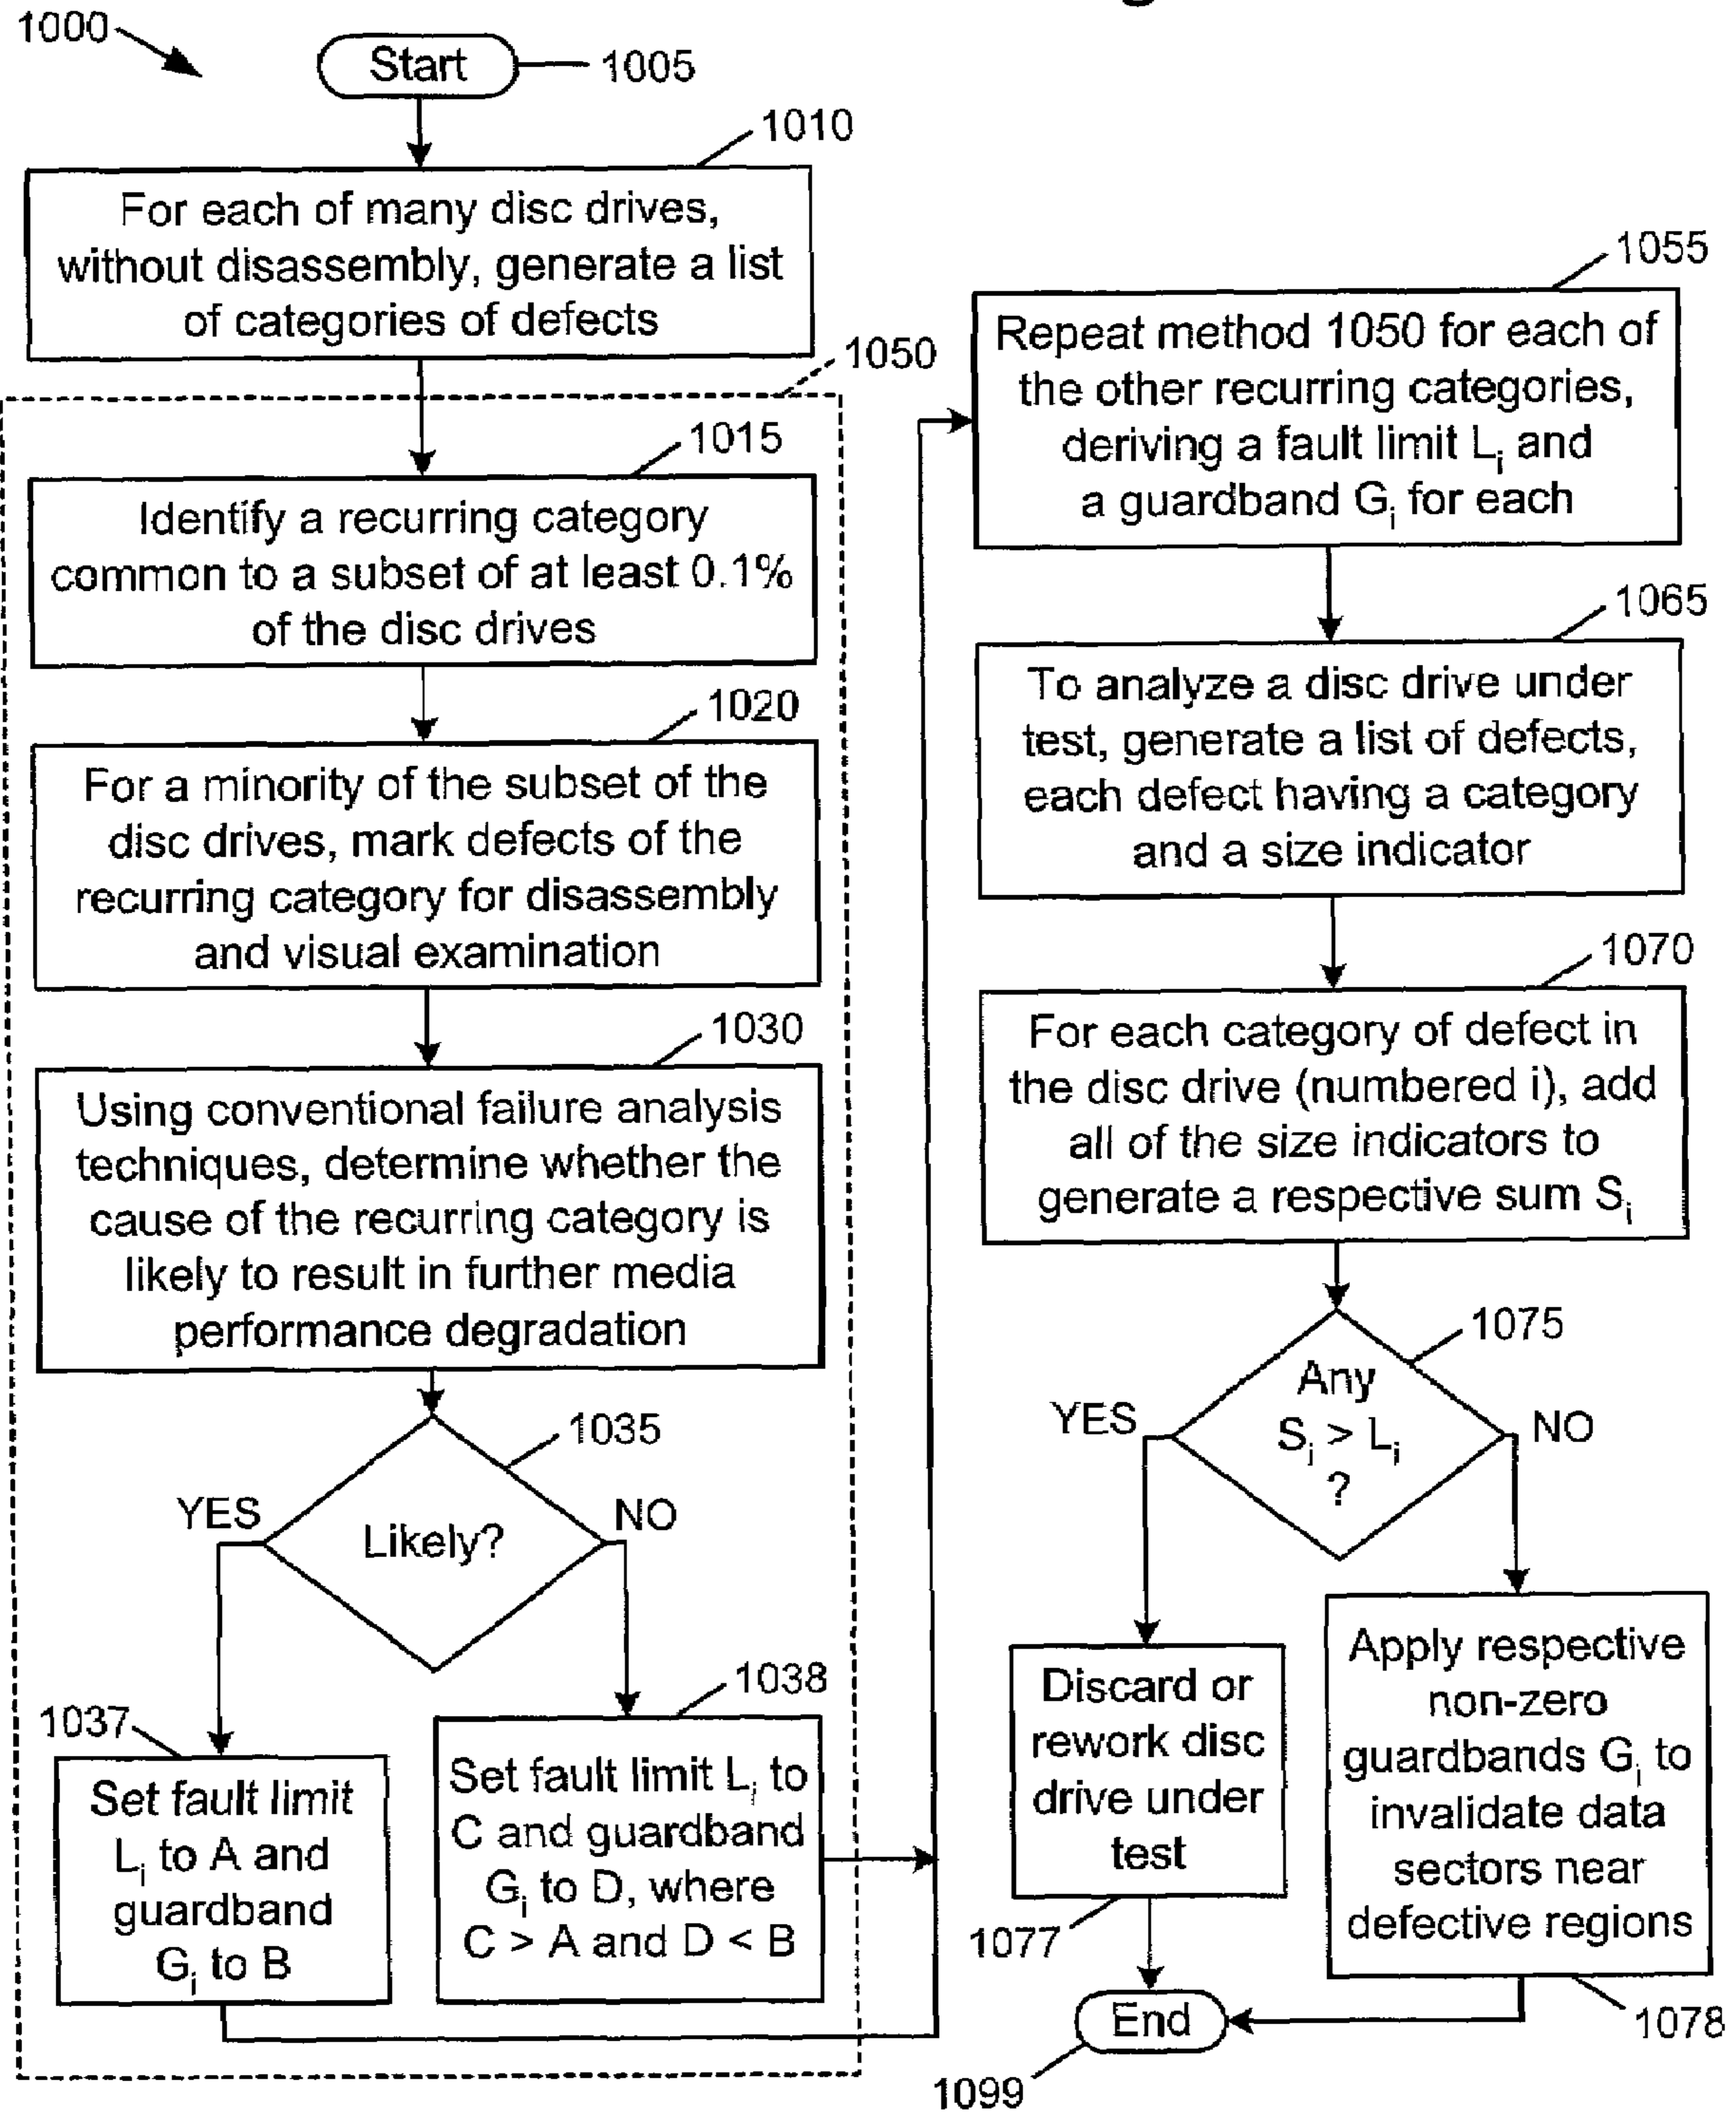 1000
Start
1005
1010
For each of many disc drives,
without disassembly, generate a list
of categories of defects
1050
1015
Identify a recurring category
common to a subset of at least 0.1%
of the disc drives
1020
For a minority of the subset of the
disc drives, mark defects of the
recurring category for disassembly
and visual examination
1030
Using conventional failure analysis
techniques, determine whether the
cause of the recurring category is
likely to result in further media
performance degradation
1035
YES
Likely?
NO
1037
Set fault limit
Li to A and
guardband
Gi to B
1038
Set fault limit Li to
C and guardband
Gi to D, where
C > A and D < B
1055
Repeat method 1050 for each of
the other recurring categories,
deriving a fault limit Li and
a guardband Gi for each
1065
To analyze a disc drive under
test, generate a list of defects,
each defect having a category
and a size indicator
1070
For each category of defect in
the disc drive (numbered i), add
all of the size indicators to
generate a respective sum Si
1075
YES
Any
Si > Li
?
NO
Discard or
rework disc
drive under
test
1077
Apply respective
non-zero
guardbands Gi to
invalidate data
sectors near
defective regions
1078
End
1099